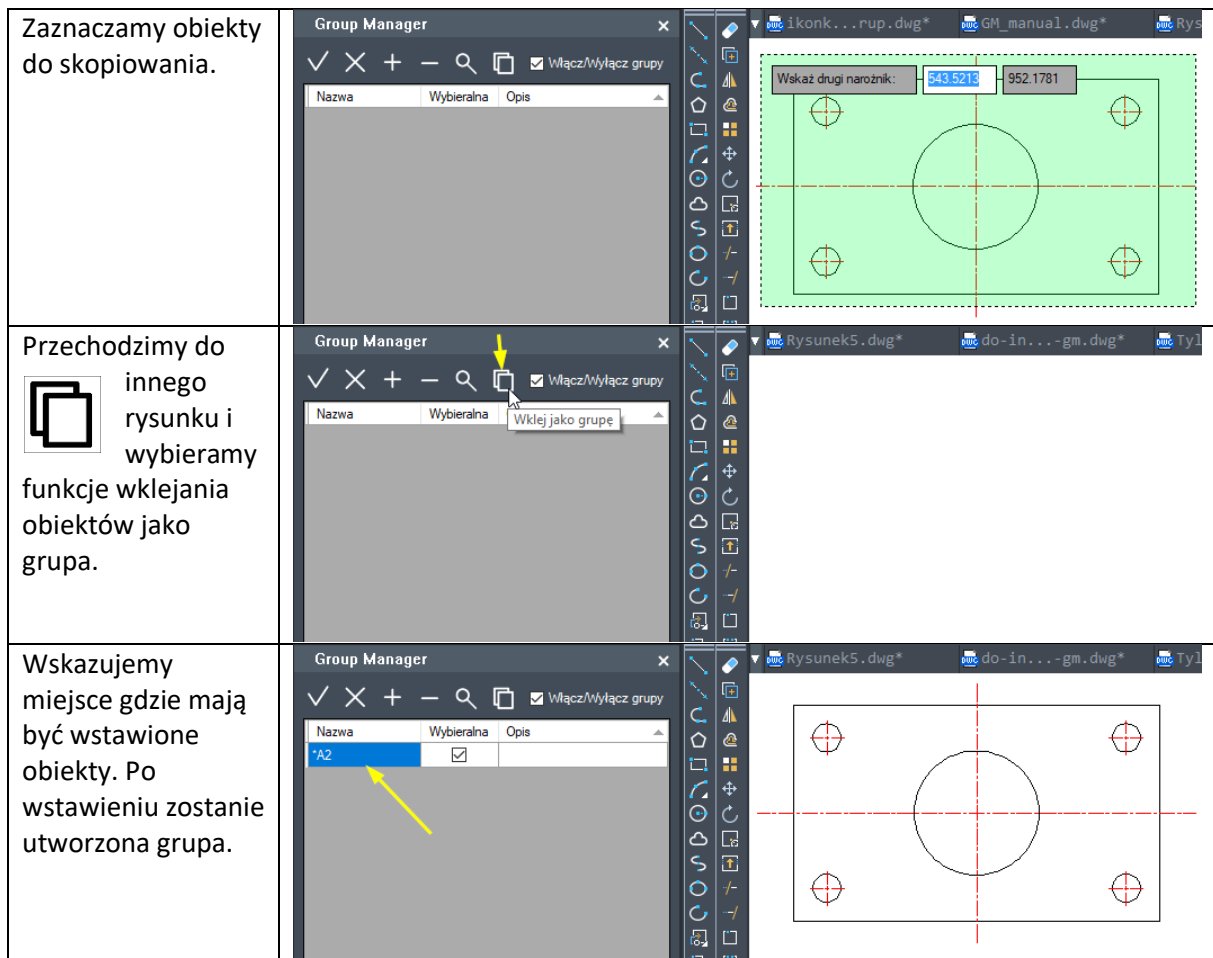 Zaznaczamy obiekty
do skopiowania.
Group Manager
Włącz/Wyłącz grupy
Nazwa Wybieralna Opis
ikonk...rup.dwg* GM_manual.dwg* Rys
Wskaż drugi narożnik: 543.5213 952.1781
Przechodzimy do
innego
rysunku i
wybieramy
funkcje wklejania
obiektów jako
grupa.
Group Manager
Włącz/Wyłącz grupy
Nazwa Wybieralna
Wklej jako grupę
Rysunek5.dwg* do-in...-gm.dwg* Tyl
Wskazujemy
miejsce gdzie mają
być wstawione
obiekty. Po
wstawieniu zostanie
utworzona grupa.
Group Manager
Włącz/Wyłącz grupy
Nazwa Wybieralna Opis
*A2
Rysunek5.dwg* do-in...-gm.dwg* Tyl